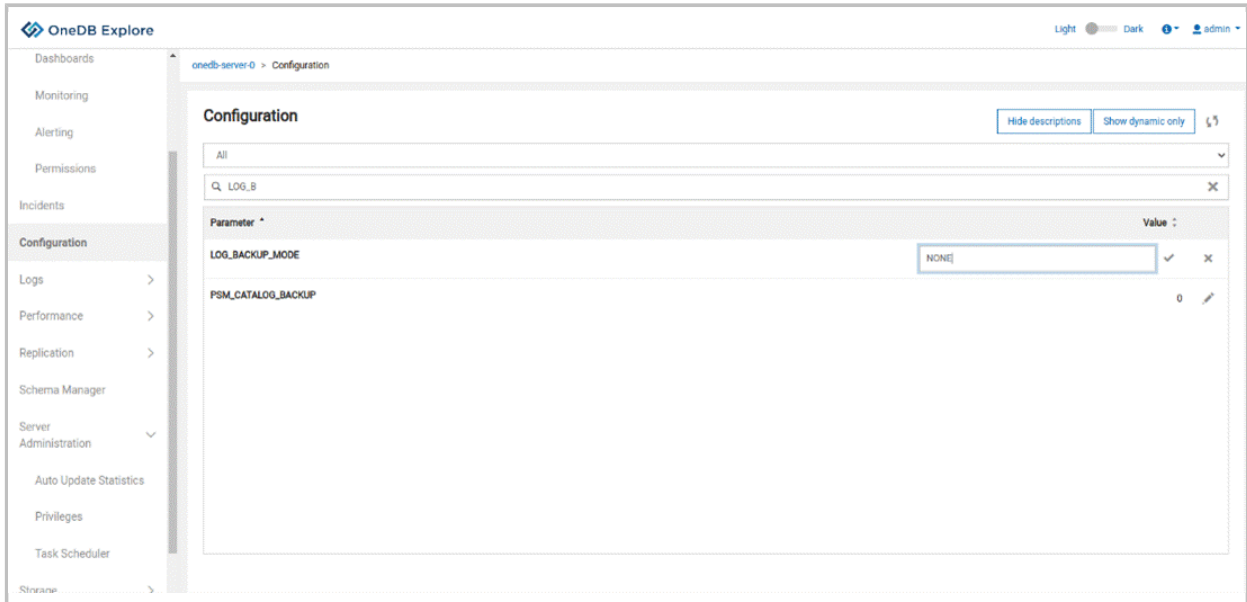 OneDB Explore
Light Dark admin
Dashboards
Monitoring
Alerting
Permissions
Incidents
Configuration
Logs
Performance
Replication
Schema Manager
Server
Administration
Auto Update Statistics
Privileges
Task Scheduler
Storage
onedb-server-0 > Configuration
Configuration
Hide descriptions Show dynamic only
All
LOG_B
Parameter Value
LOG_BACKUP_MODE NONE
PSM_CATALOG_BACKUP 0